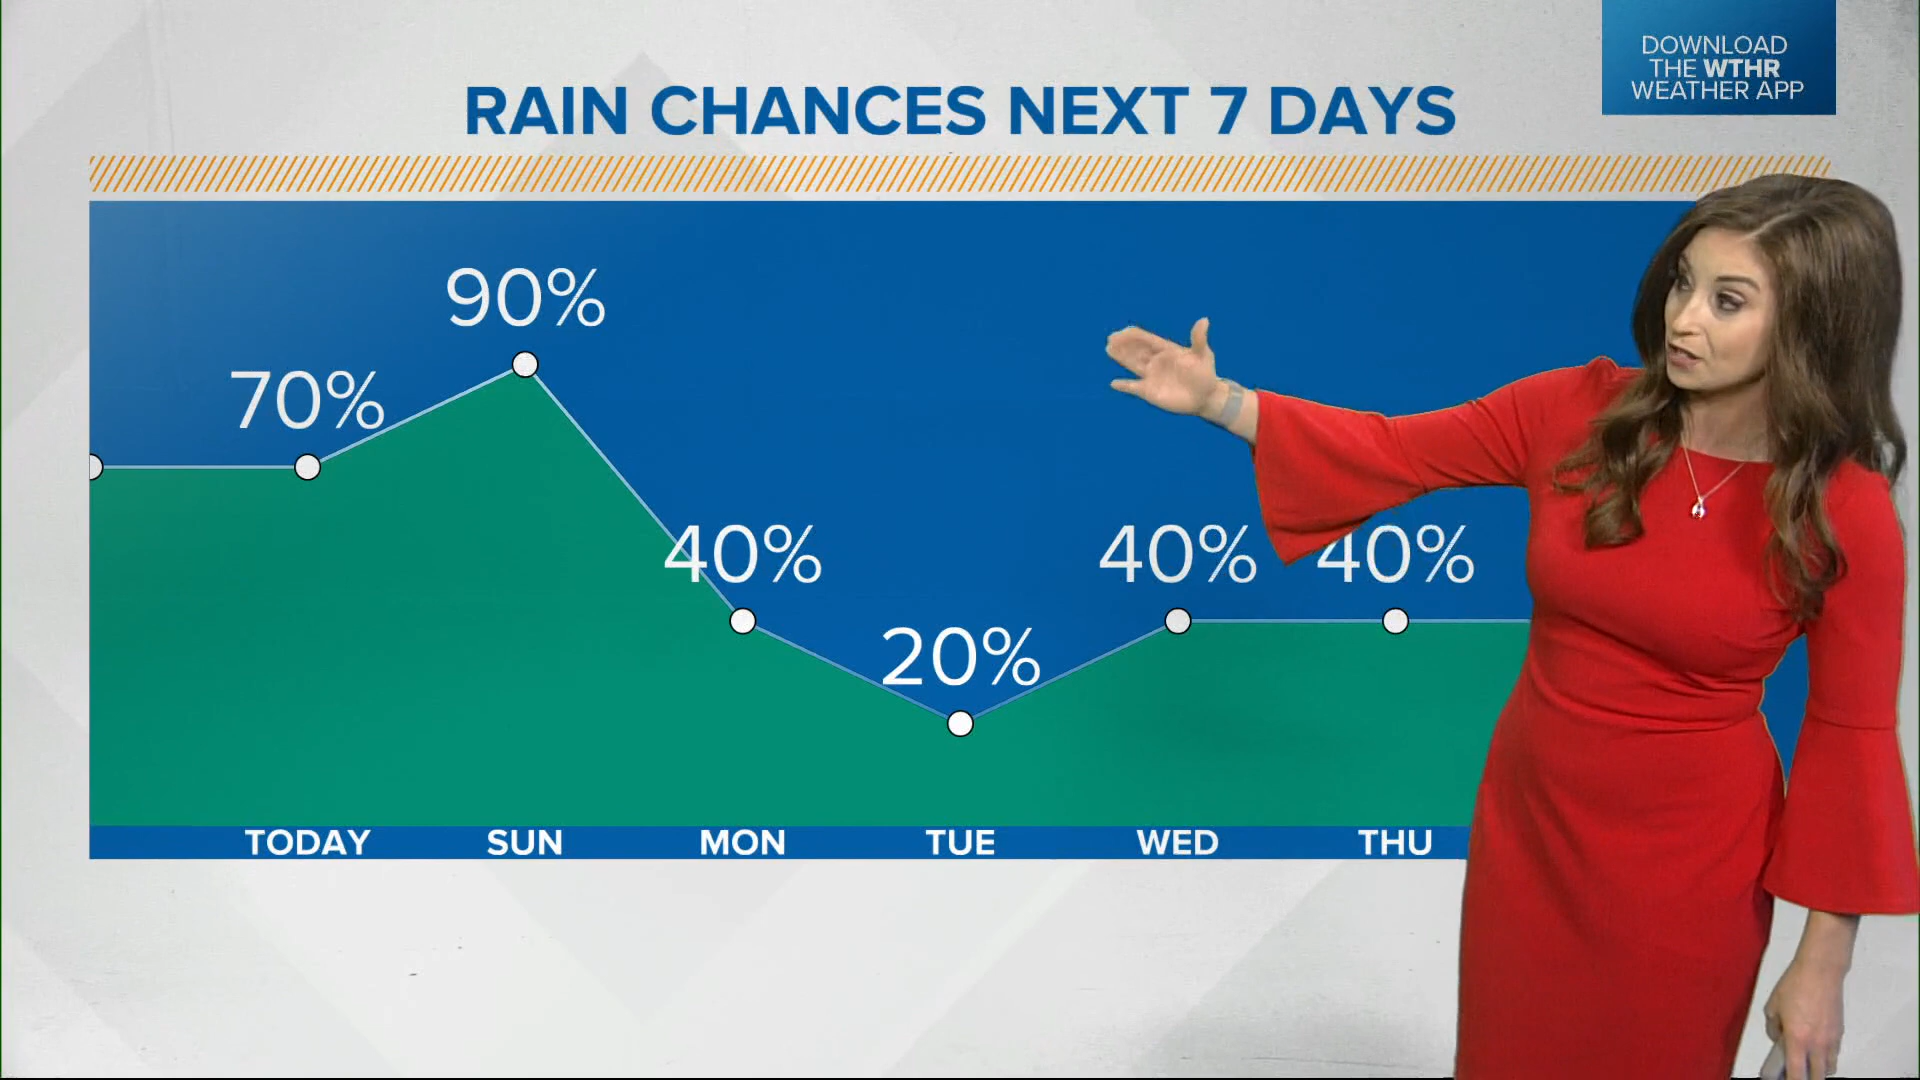 DOWNLOAD
THE WTHR
WEATHER APP
RAIN CHANCES NEXT 7 DAYS
70%
90%
40%
20%
40%
40%
TODAY
SUN
MON
TUE
WED
THU